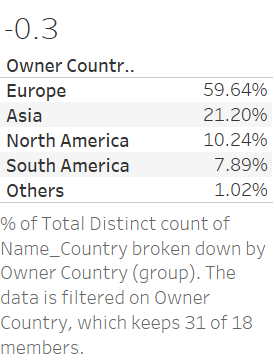 -0.3
Owner Countr..
Europe 59.64%
Asia 21.20%
North America 10.24%
South America 7.89%
Others 1.02%
% of Total Distinct count of
Name_Country broken down by
Owner Country (group). The
data is filtered on Owner
Country, which keeps 31 of 18
members.